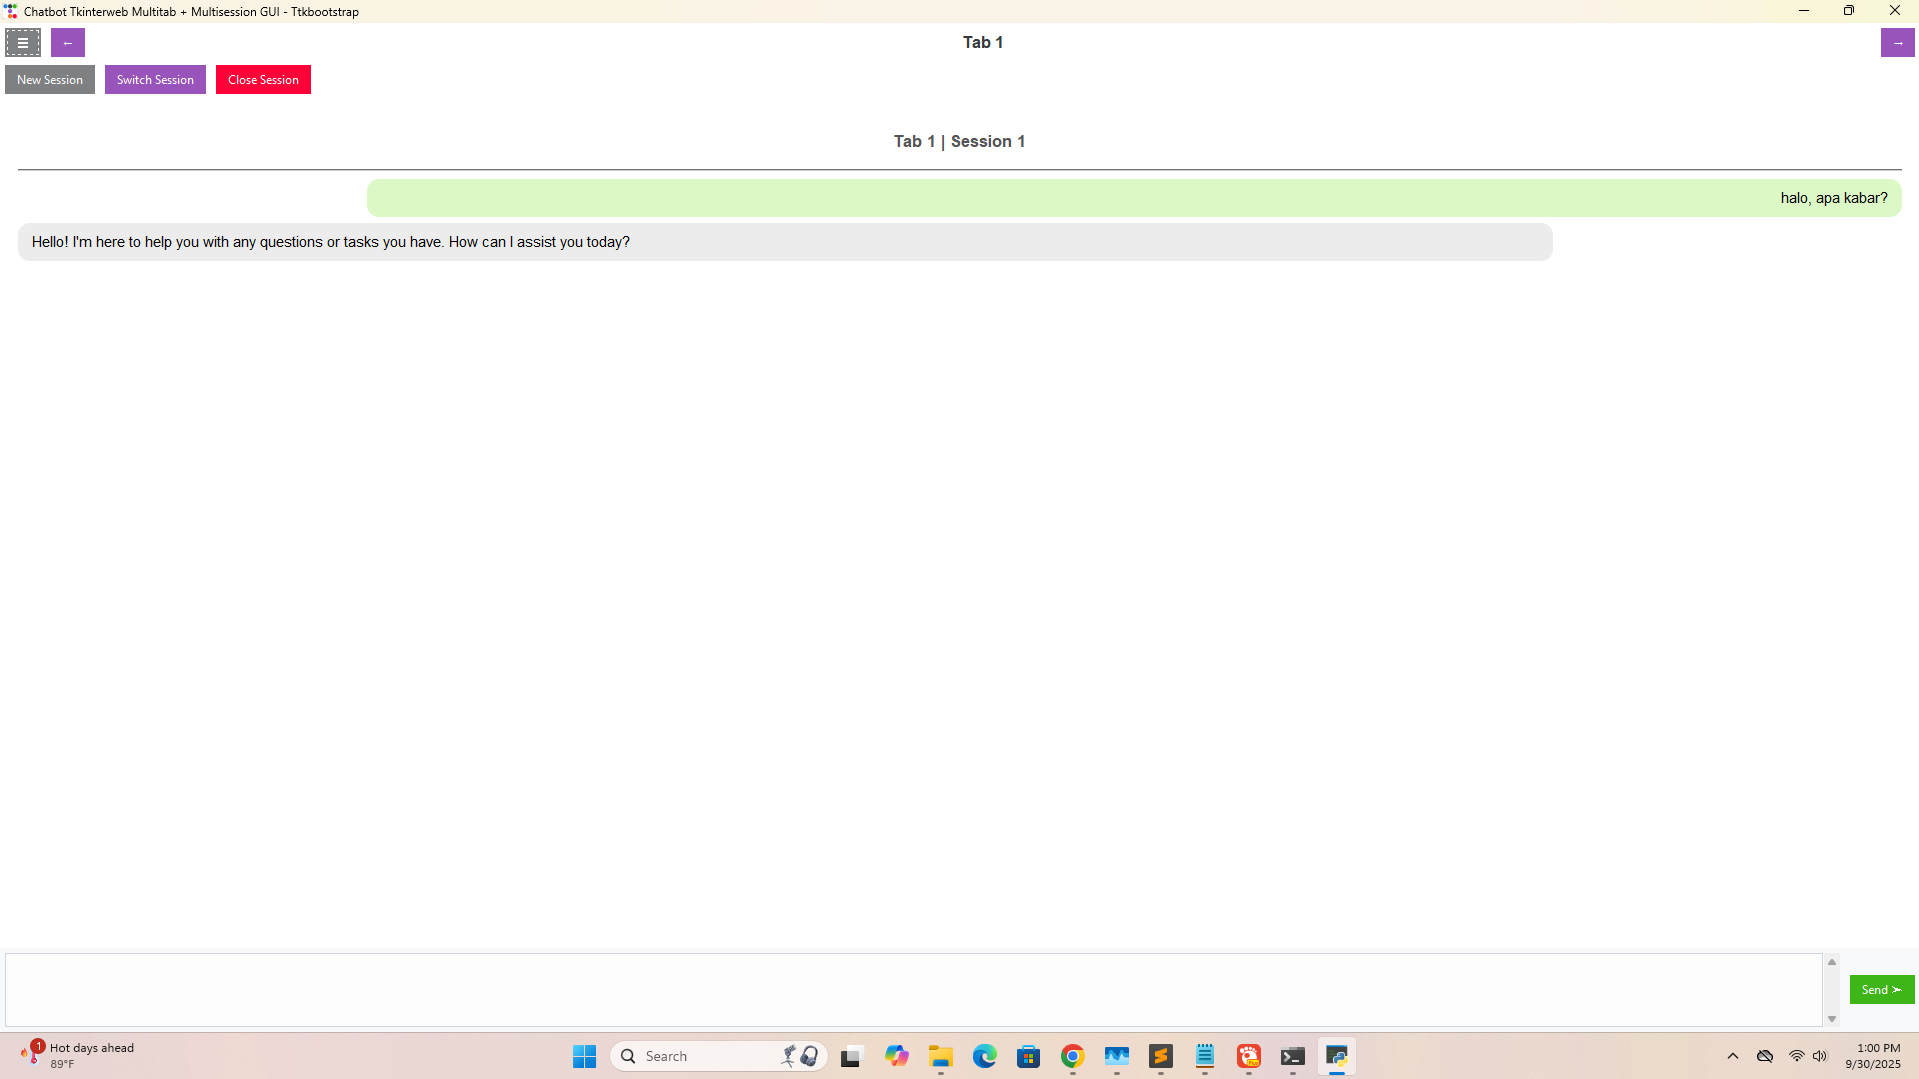 Chatbot Tkinterweb Multitab + Multisession GUI - Ttkbootstrap
☰ ← Tab 1 →
New Session Switch Session Close Session
Tab 1 | Session 1
halo, apa kabar?
Hello! I'm here to help you with any questions or tasks you have. How can I assist you today?
Send ➢
1 Hot days ahead
89°F
Search
1:00 PM
9/30/2025